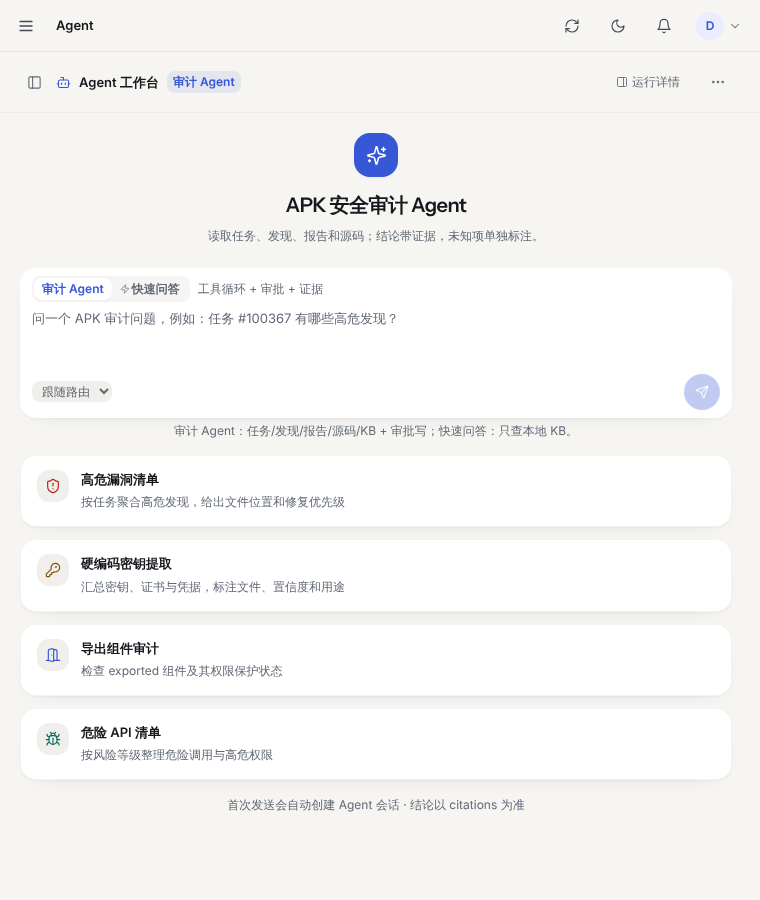 Agent
D
Agent 工作台 审计 Agent 运行详情
APK 安全审计 Agent
读取任务、发现、报告和源码；结论带证据，未知项单独标注。
审计 Agent 快速问答 工具循环 + 审批 + 证据
问一个 APK 审计问题，例如：任务 #100367 有哪些高危发现？
跟随路由
审计 Agent：任务/发现/报告/源码/KB + 审批写；快速问答：只查本地 KB。
高危漏洞清单
按任务聚合高危发现，给出文件位置和修复优先级
硬编码密钥提取
汇总密钥、证书与凭据，标注文件、置信度和用途
导出组件审计
检查 exported 组件及其权限保护状态
危险 API 清单
按风险等级整理危险调用与高危权限
首次发送会自动创建 Agent 会话 · 结论以 citations 为准